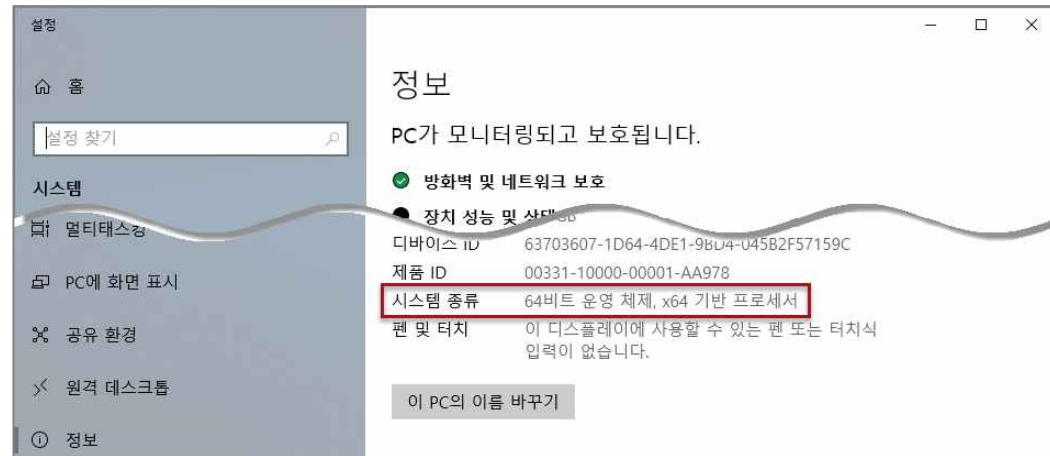 설정
홈
설정 찾기
시스템
멀티태스킹
PC에 화면 표시
공유 환경
원격 데스크톱
정보
정보
PC가 모니터링되고 보호됩니다.
방화벽 및 네트워크 보호
장치 성능 및 상태
디바이스 ID 63703607-1D64-4DE1-9BD4-045B2F57159C
제품 ID 00331-10000-00001-AA978
시스템 종류 64비트 운영 체제, x64 기반 프로세서
펜 및 터치 이 디스플레이에 사용할 수 있는 펜 또는 터치식
입력이 없습니다.
이 PC의 이름 바꾸기